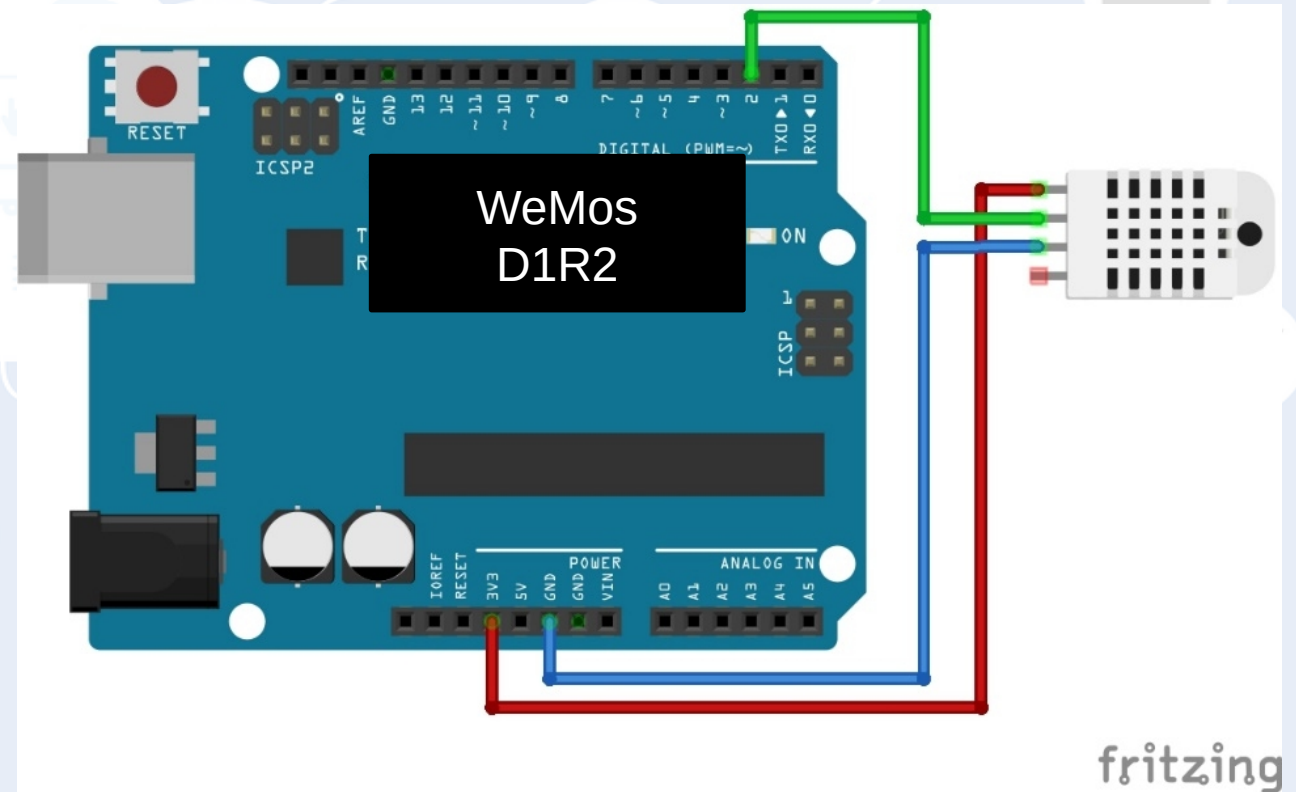 RESET
ICSP2
AREF
GND
13
12
~11
~10
~9
8
7
~6
~5
4
~3
2
TX0▶1
RX0◀0
DIGITAL (PWM=~)
WeMos
D1R2
T
R
ON
1
ICSP
POWER
ANALOG IN
IOREF
RESET
3V3
5V
GND
GND
VIN
A0
A1
A2
A3
A4
A5
fritzing